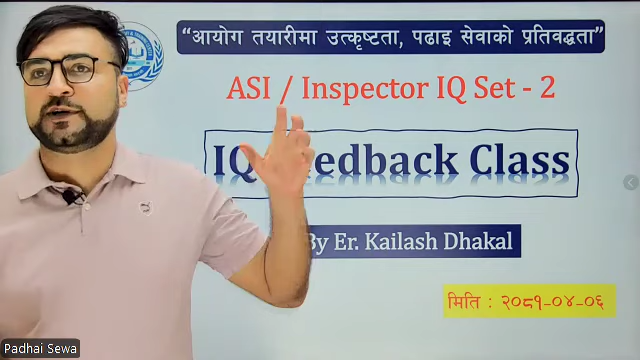 “आयोग तयारीमा उत्कृष्टता, पढाइ सेवाको प्रतिवद्धता”
ASI / Inspector IQ Set - 2
IQ Feedback Class
By Er. Kailash Dhakal
मिति : २०८१-०४-०६
Padhai Sewa